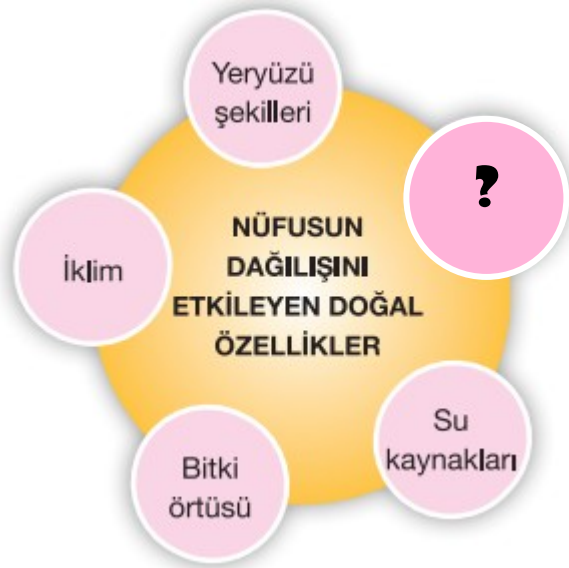 Yeryüzü
şekilleri
?
İklim
NÜFUSUN
DAĞILIŞINI
ETKİLEYEN DOĞAL
ÖZELLİKLER
Su
kaynakları
Bitki
örtüsü